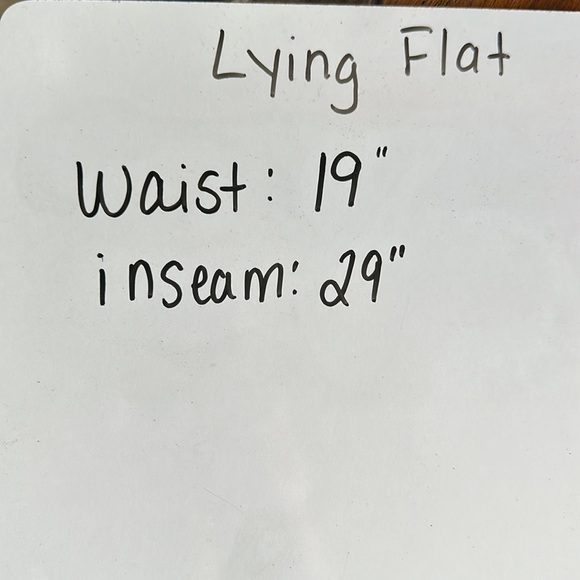 Lying Flat
Waist: 19"
inseam: 29"